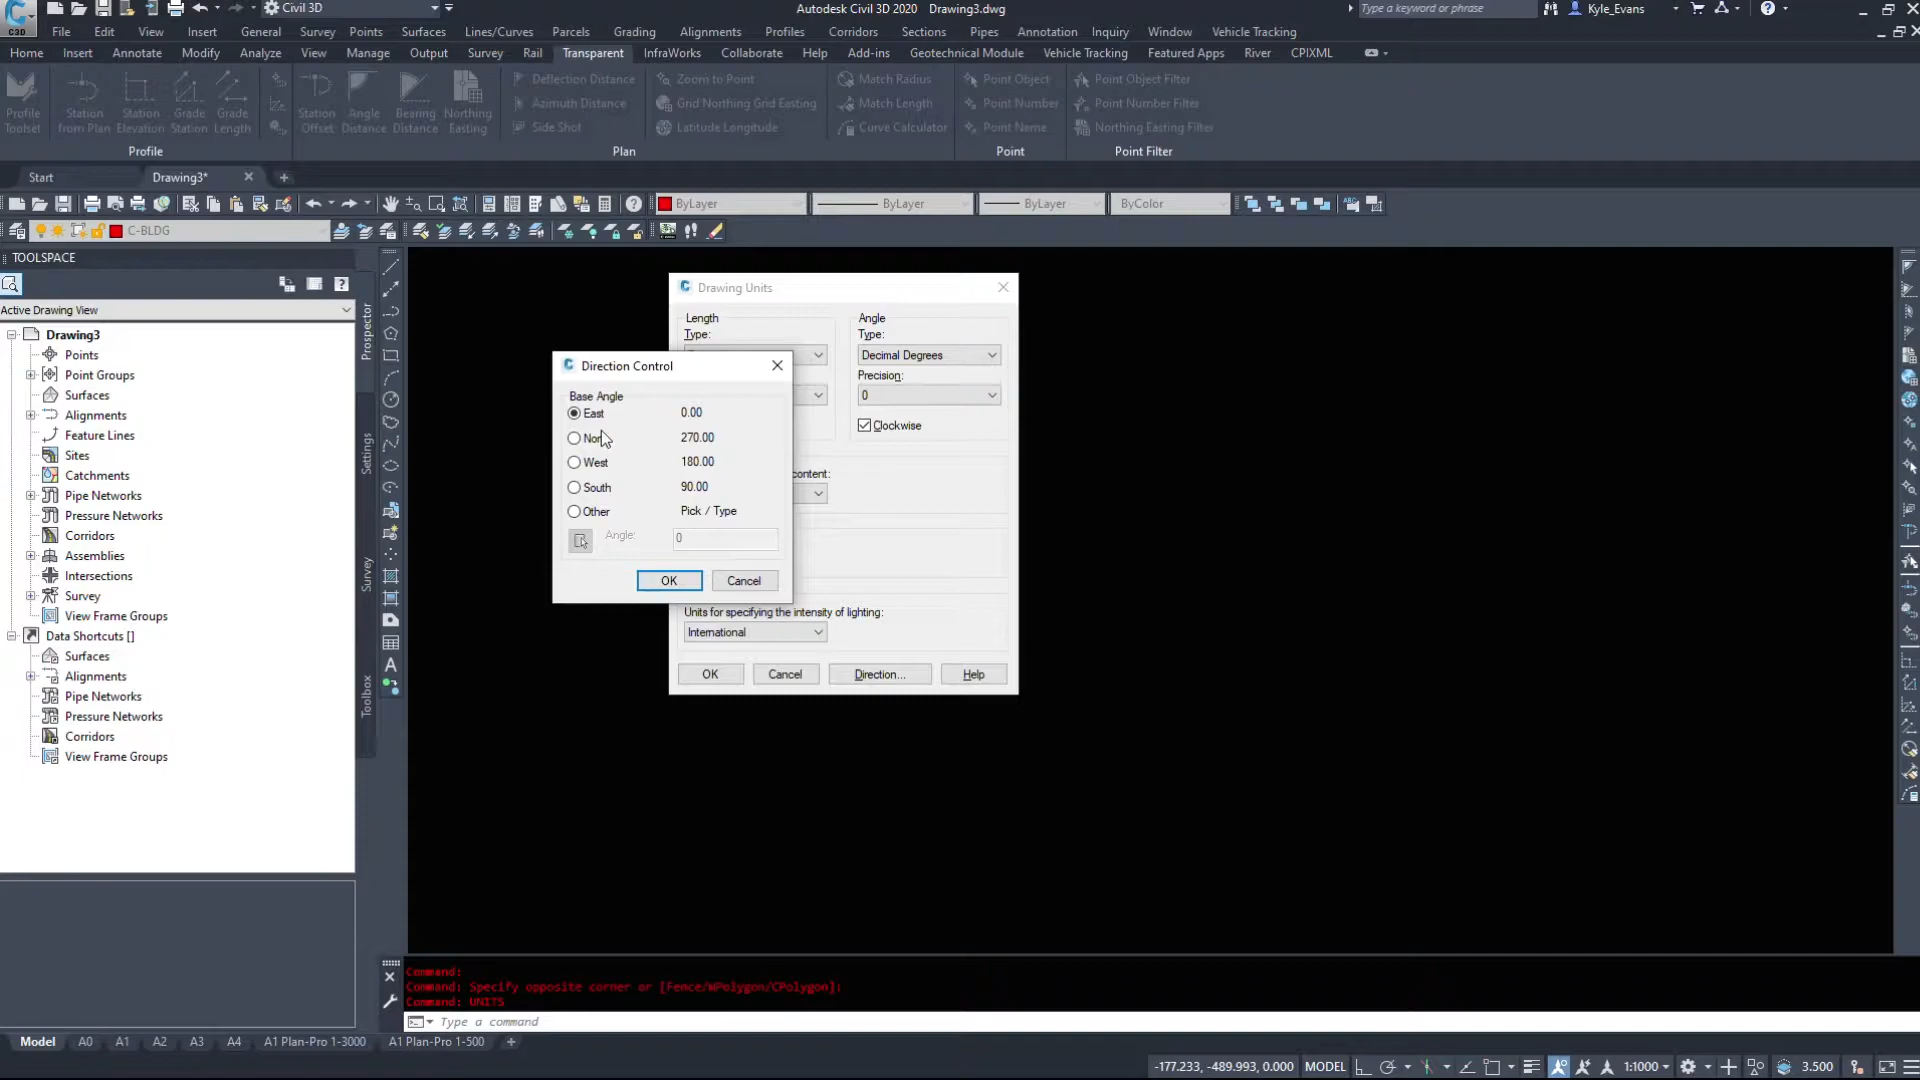 Civil 3D
Autodesk Civil 3D 2020 Drawing3.dwg
Type a keyword or phrase
Kyle_Evans
C3D
File Edit View Insert General Survey Points Surfaces Lines/Curves Parcels Grading Alignments Profiles Corridors Sections Pipes Annotation Inquiry Window Vehicle Tracking
Home Insert Annotate Modify Analyze View Manage Output Survey Rail Transparent InfraWorks Collaborate Help Add-ins Geotechnical Module Vehicle Tracking Featured Apps River CPIXML
Deflection Distance Zoom to Point Match Radius Point Object Point Object Filter
Azimuth Distance Grid Northing Grid Easting Match Length Point Number Point Number Filter
Profile Station Station Grade Grade Station Angle Bearing Northing
Toolset from Plan Elevation Station Length Offset Distance Distance Easting
Side Shot Latitude Longitude Curve Calculator Point Name Northing Easting Filter
Profile Plan Point Point Filter
Start Drawing3*
ByLayer ByLayer ByLayer ByColor
C-BLDG
TOOLSPACE
Active Drawing View
Drawing3
Points
Point Groups
Surfaces
Alignments
Feature Lines
Sites
Catchments
Pipe Networks
Pressure Networks
Corridors
Assemblies
Intersections
Survey
View Frame Groups
Data Shortcuts []
Surfaces
Alignments
Pipe Networks
Pressure Networks
Corridors
View Frame Groups
Prospector
Settings
Survey
Toolbox
Drawing Units
Length
Type:
Angle
Type:
Decimal Degrees
Precision:
0
Clockwise
content:
Units for specifying the intensity of lighting:
International
OK Cancel Direction... Help
Direction Control
Base Angle
East 0.00
Nor 270.00
West 180.00
South 90.00
Other Pick / Type
Angle: 0
OK Cancel
Command:
Command: Specify opposite corner or [Fence/WPolygon/CPolygon]:
Command: UNITS
Type a command
Model A0 A1 A2 A3 A4 A1 Plan-Pro 1-3000 A1 Plan-Pro 1-500
-177.233, -489.993, 0.000 MODEL 1:1000 3.500